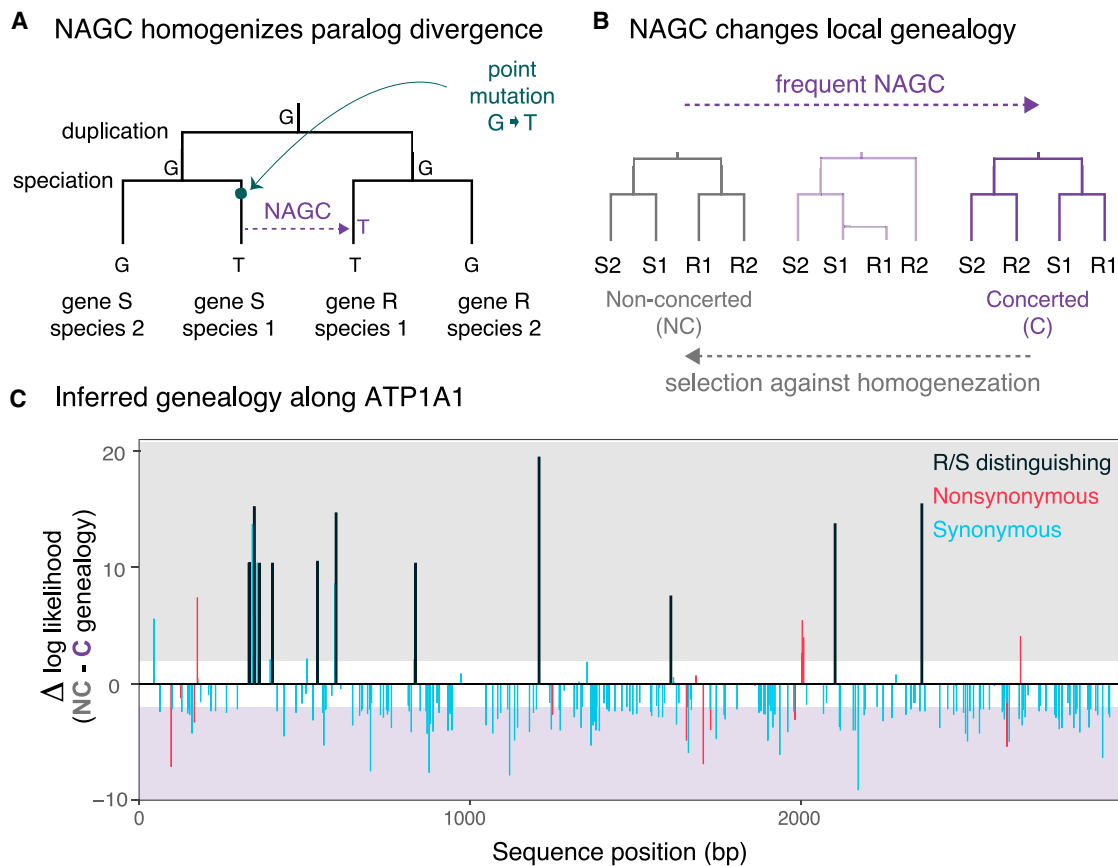 A NAGC homogenizes paralog divergence
point
mutation
G → T
duplication
G
G
G
speciation
NAGC
T
G
T
T
G
gene S
species 2
gene S
species 1
gene R
species 1
gene R
species 2
B NAGC changes local genealogy
frequent NAGC
S2 S1 R1 R2
S2 S1 R1 R2
S2 R2 S1 R1
Non-concerted
(NC)
Concerted
(C)
selection against homogenezation
C Inferred genealogy along ATP1A1
Δ log likelihood
(NC - C genealogy)
20
10
0
−10
R/S distinguishing
Nonsynonymous
Synonymous
0 1000 2000
Sequence position (bp)